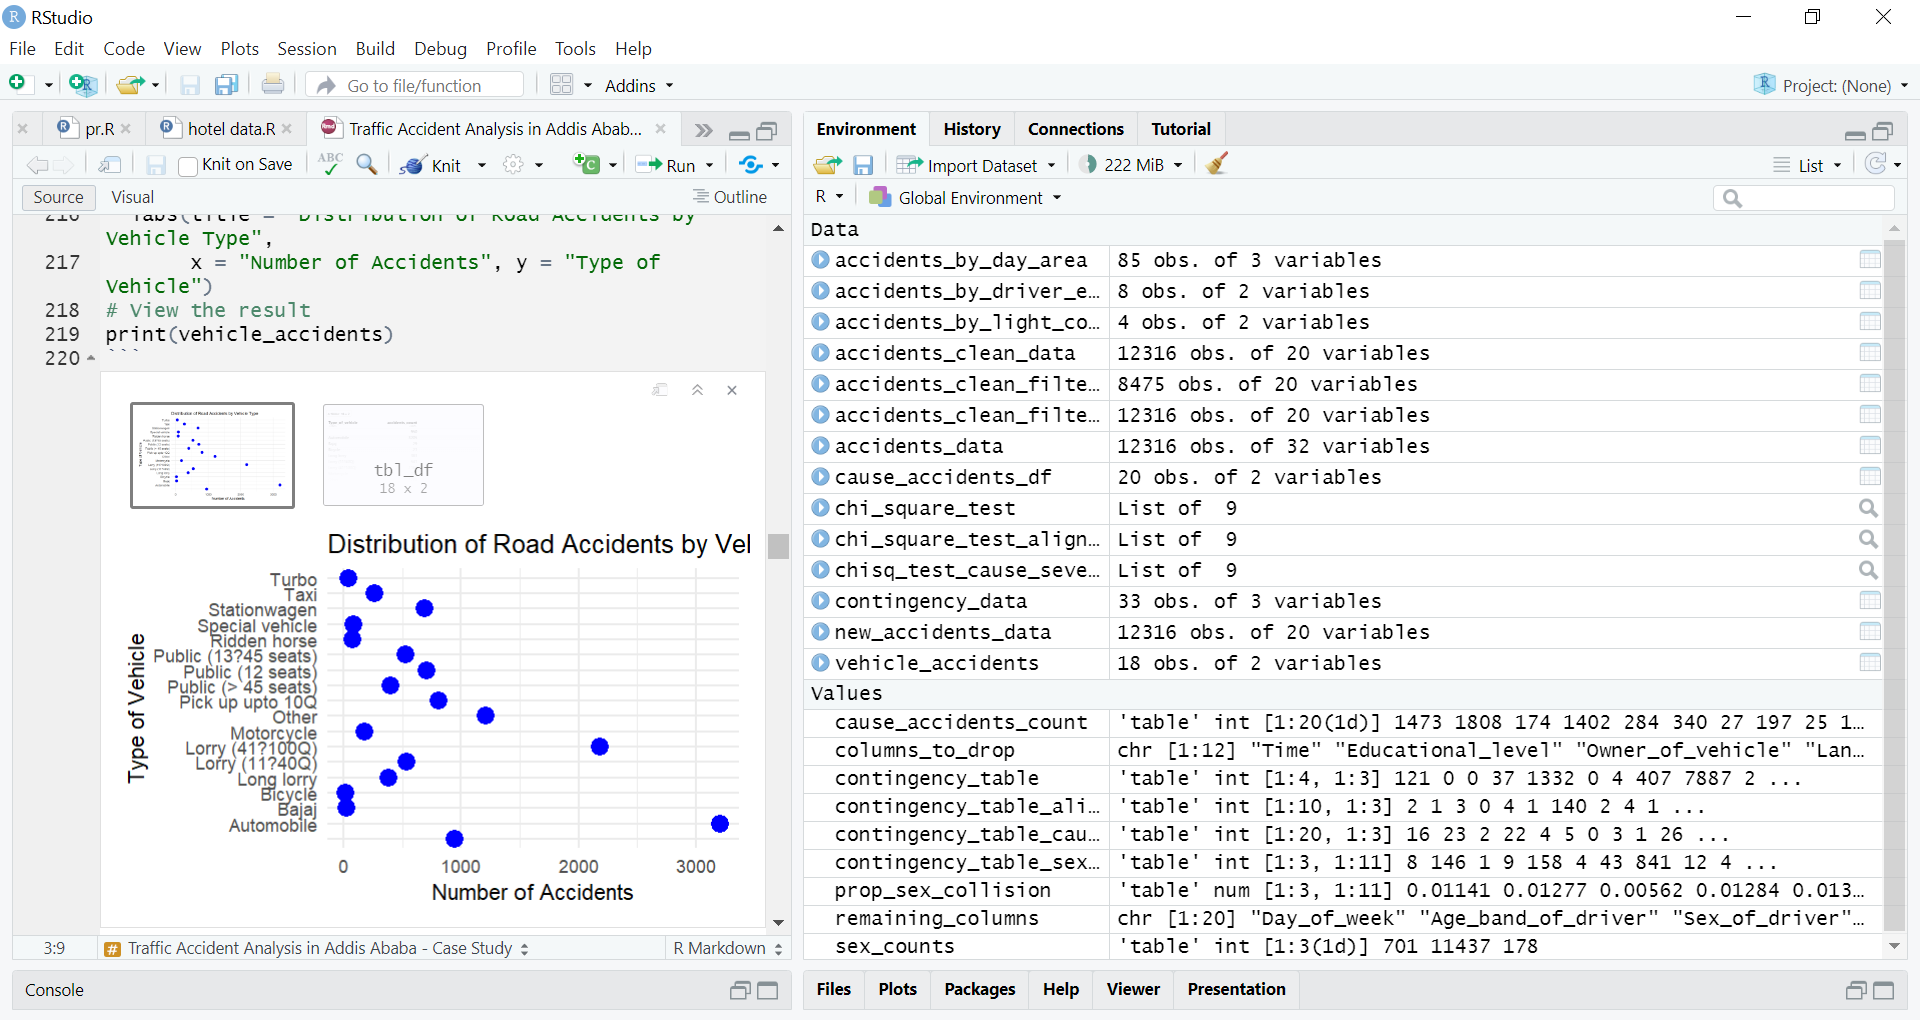 RStudio
File Edit Code View Plots Session Build Debug Profile Tools Help
Go to file/function Addins Project: (None)
pr.R hotel data.R Traffic Accident Analysis in Addis Abab...
Knit on Save ABC Knit Run
Source Visual Outline
216 labs(title = "Distribution of Road Accidents by
Vehicle Type",
217 x = "Number of Accidents", y = "Type of
Vehicle")
218 # View the result
219 print(vehicle_accidents)
220 ```
Distribution of Road Accidents by Vehicle Type
tbl_df
18 x 2
Distribution of Road Accidents by Vel
Type of Vehicle
Turbo
Taxi
Stationwagen
Special vehicle
Ridden horse
Public (13?45 seats)
Public (12 seats)
Public (> 45 seats)
Pick up upto 10Q
Other
Motorcycle
Lorry (41?100Q)
Lorry (11?40Q)
Long lorry
Bicycle
Bajaj
Automobile
0 1000 2000 3000
Number of Accidents
3:9 # Traffic Accident Analysis in Addis Ababa - Case Study R Markdown
Console
Environment History Connections Tutorial
Import Dataset 222 MiB List
R Global Environment
Data
accidents_by_day_area 85 obs. of 3 variables
accidents_by_driver_e… 8 obs. of 2 variables
accidents_by_light_co… 4 obs. of 2 variables
accidents_clean_data 12316 obs. of 20 variables
accidents_clean_filte… 8475 obs. of 20 variables
accidents_clean_filte… 12316 obs. of 20 variables
accidents_data 12316 obs. of 32 variables
cause_accidents_df 20 obs. of 2 variables
chi_square_test List of 9
chi_square_test_align… List of 9
chisq_test_cause_seve… List of 9
contingency_data 33 obs. of 3 variables
new_accidents_data 12316 obs. of 20 variables
vehicle_accidents 18 obs. of 2 variables
Values
cause_accidents_count 'table' int [1:20(1d)] 1473 1808 174 1402 284 340 27 197 25 1…
columns_to_drop chr [1:12] "Time" "Educational_level" "Owner_of_vehicle" "Lan…
contingency_table 'table' int [1:4, 1:3] 121 0 0 37 1332 0 4 407 7887 2 ...
contingency_table_ali… 'table' int [1:10, 1:3] 2 1 3 0 4 1 140 2 4 1 ...
contingency_table_cau… 'table' int [1:20, 1:3] 16 23 2 22 4 5 0 3 1 26 ...
contingency_table_sex… 'table' int [1:3, 1:11] 8 146 1 9 158 4 43 841 12 4 ...
prop_sex_collision 'table' num [1:3, 1:11] 0.01141 0.01277 0.00562 0.01284 0.013…
remaining_columns chr [1:20] "Day_of_week" "Age_band_of_driver" "Sex_of_driver"…
sex_counts 'table' int [1:3(1d)] 701 11437 178
Files Plots Packages Help Viewer Presentation